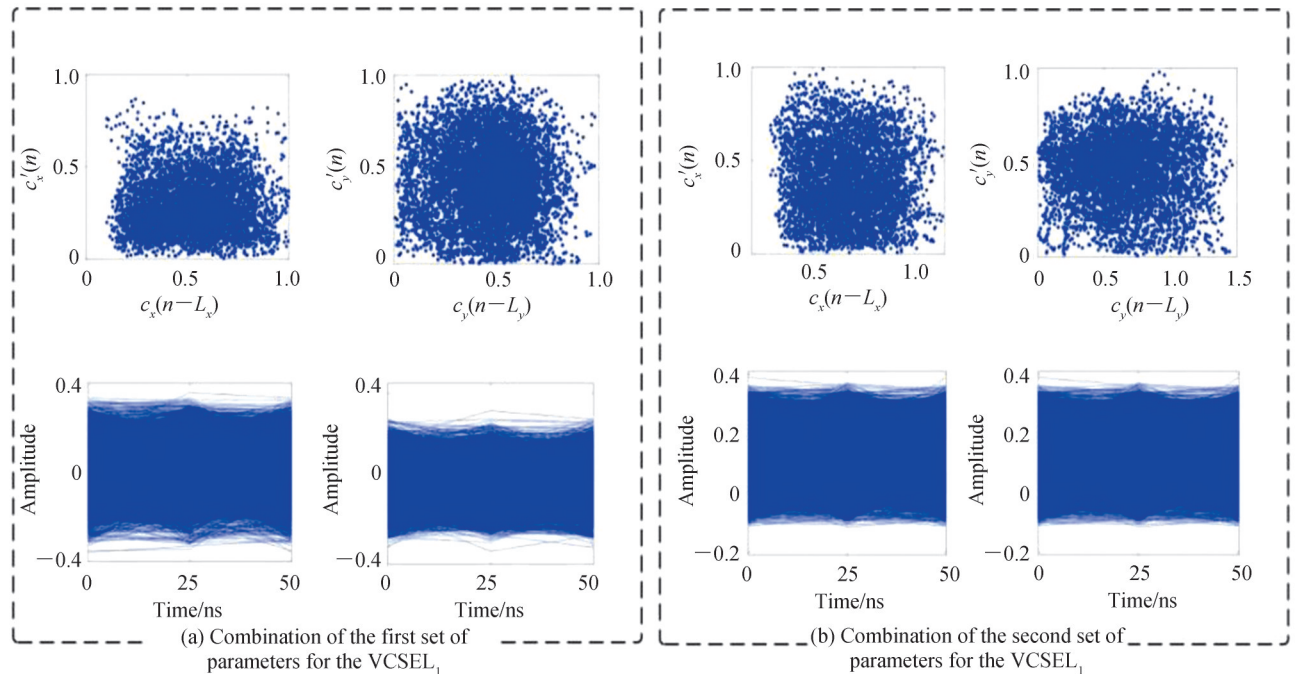 1.0
0.5
0
c_x′(n)
0
0.5
1.0
c_x(n−L_x)
1.0
0.5
0
c_y′(n)
0
0.5
1.0
c_y(n−L_y)
1.0
0.5
0
c_x′(n)
0.5
1.0
c_x(n−L_x)
1.0
0.5
0
c_y′(n)
0
0.5
1.0
1.5
c_y(n−L_y)
0.4
0
−0.4
Amplitude
0
25
50
Time/ns
0.4
0
−0.4
Amplitude
0
25
50
Time/ns
0.4
0.2
0
−0.2
Amplitude
0
25
50
Time/ns
0.4
0.2
0
−0.2
Amplitude
0
25
50
Time/ns
(a) Combination of the first set of
parameters for the VCSEL₁
(b) Combination of the second set of
parameters for the VCSEL₁